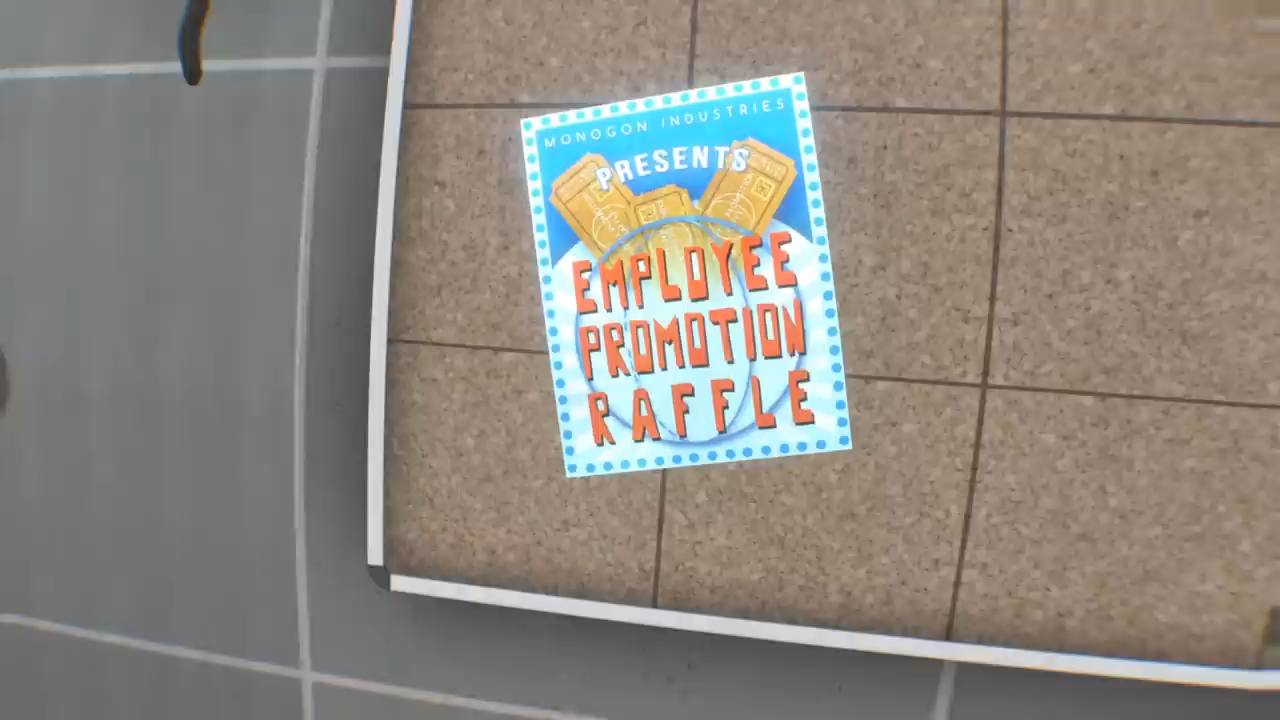 MONOGON INDUSTRIES
PRESENTS
EMPLOYEE
PROMOTION
RAFFLE